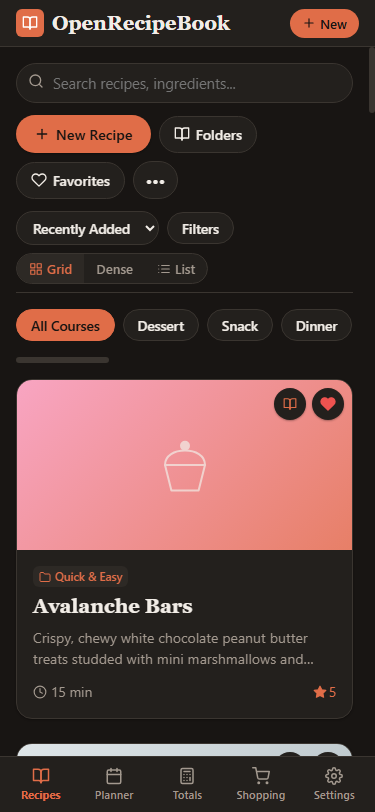 OpenRecipeBook
+ New
Search recipes, ingredients...
+ New Recipe
Folders
Favorites
•••
Recently Added
Filters
Grid
Dense
List
All Courses
Dessert
Snack
Dinner
Quick & Easy
Avalanche Bars
Crispy, chewy white chocolate peanut butter
treats studded with mini marshmallows and...
15 min
5
Recipes
Planner
Totals
Shopping
Settings